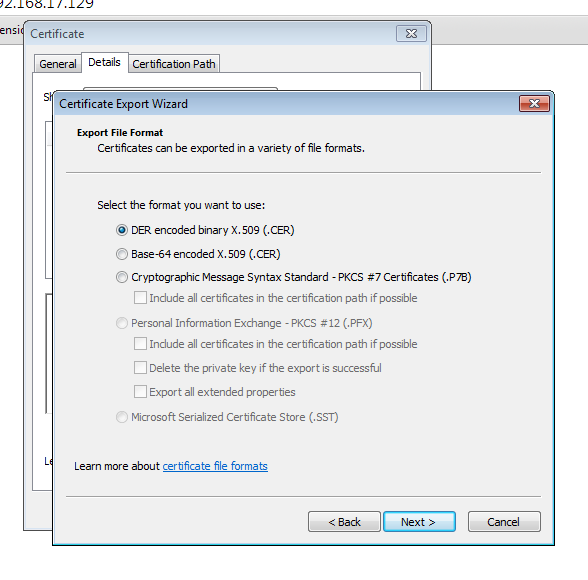 92.168.17.129
ensio
Certificate
General Details Certification Path
Sh
Certificate Export Wizard
Export File Format
Certificates can be exported in a variety of file formats.
Select the format you want to use:
DER encoded binary X.509 (.CER)
Base-64 encoded X.509 (.CER)
Cryptographic Message Syntax Standard - PKCS #7 Certificates (.P7B)
Include all certificates in the certification path if possible
Personal Information Exchange - PKCS #12 (.PFX)
Include all certificates in the certification path if possible
Delete the private key if the export is successful
Export all extended properties
Microsoft Serialized Certificate Store (.SST)
Le
Learn more about certificate file formats
< Back Next > Cancel